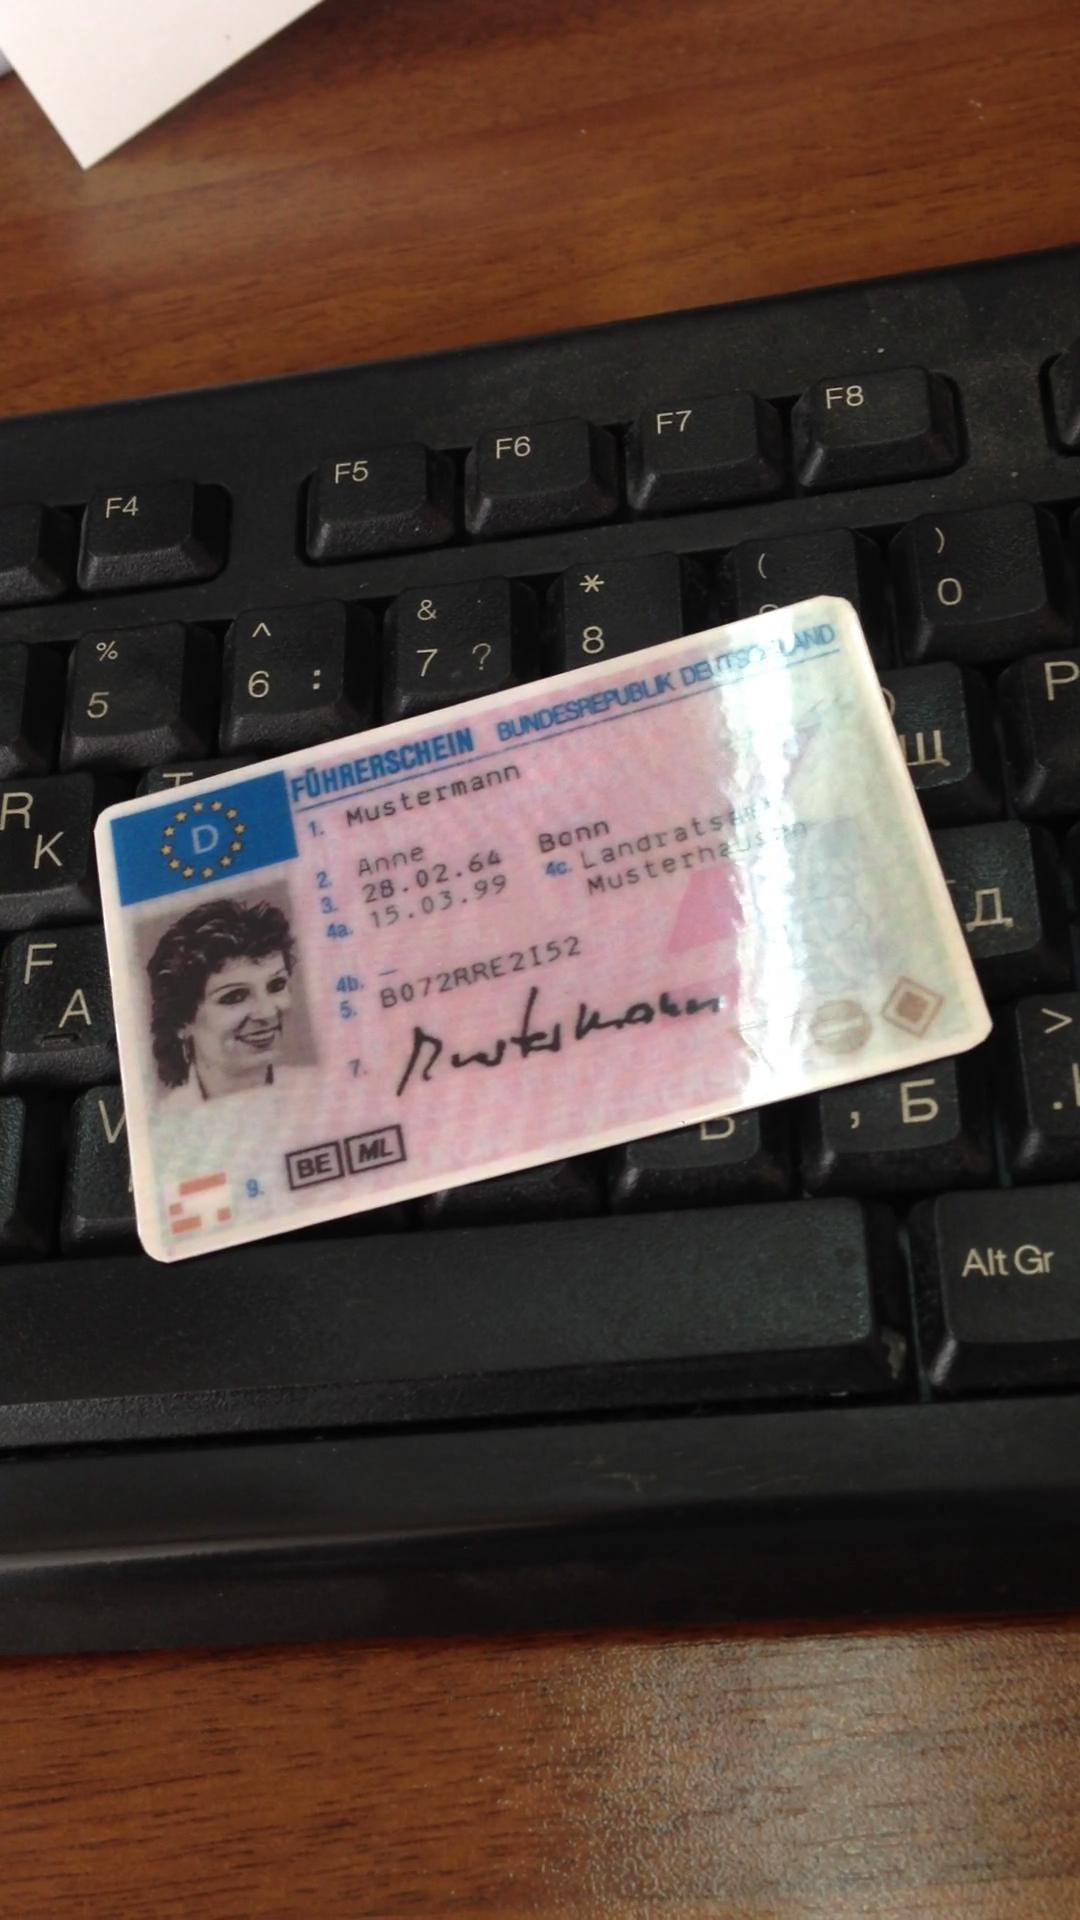 F4 F5 F6 F7 F8
% 5
^ 6 :
& 7 ?
* 8
(
) 0
R K
F A
P
Щ
Д
>
, Б
Alt Gr
FÜHRERSCHEIN BUNDESREPUBLIK DEUTSCHLAND
D
1. Mustermann
2. Anne
3. 28.02.64 Bonn
4a. 15.03.99 4c. Landratsamt
Musterhausen
4b. –
5. B072RRE2I52
7. Mustermann
9. BE ML